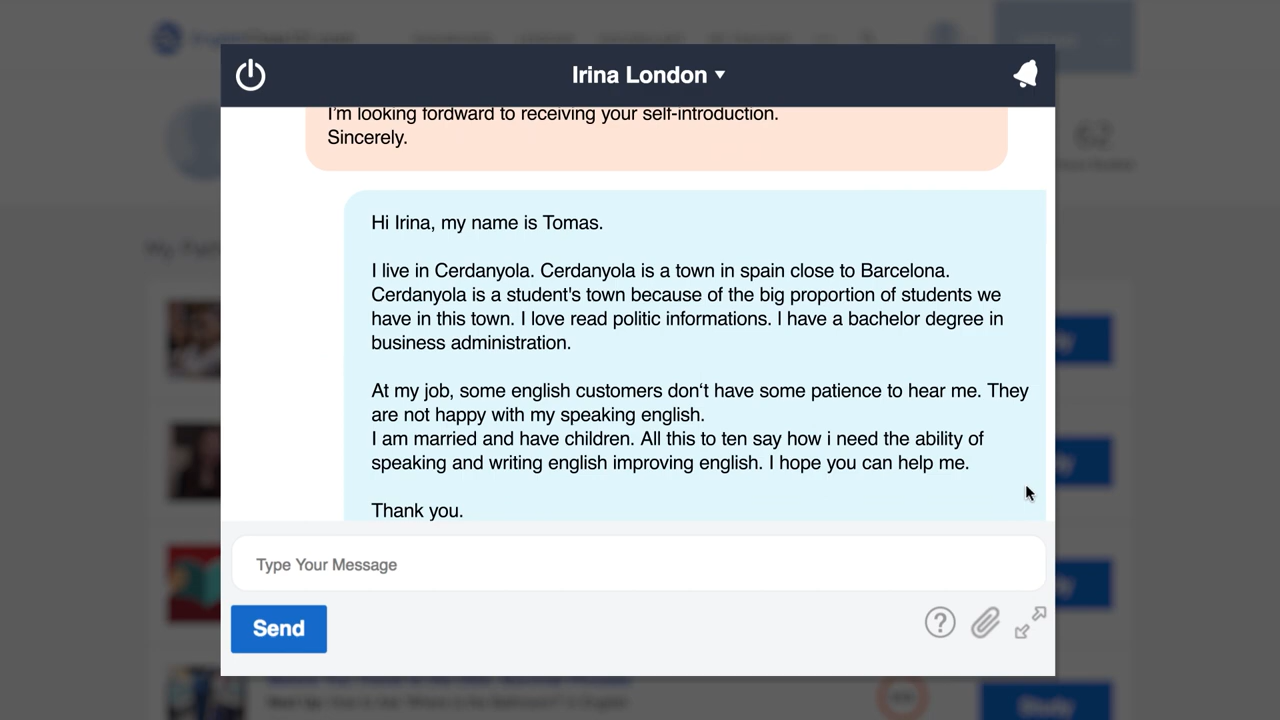 Irina London
I'm looking fordward to receiving your self-introduction.
Sincerely.
Hi Irina, my name is Tomas.
I live in Cerdanyola. Cerdanyola is a town in spain close to Barcelona.
Cerdanyola is a student's town because of the big proportion of students we
have in this town. I love read politic informations. I have a bachelor degree in
business administration.
At my job, some english customers don't have some patience to hear me. They
are not happy with my speaking english.
I am married and have children. All this to ten say how i need the ability of
speaking and writing english improving english. I hope you can help me.
Thank you.
Type Your Message
Send
62
Study